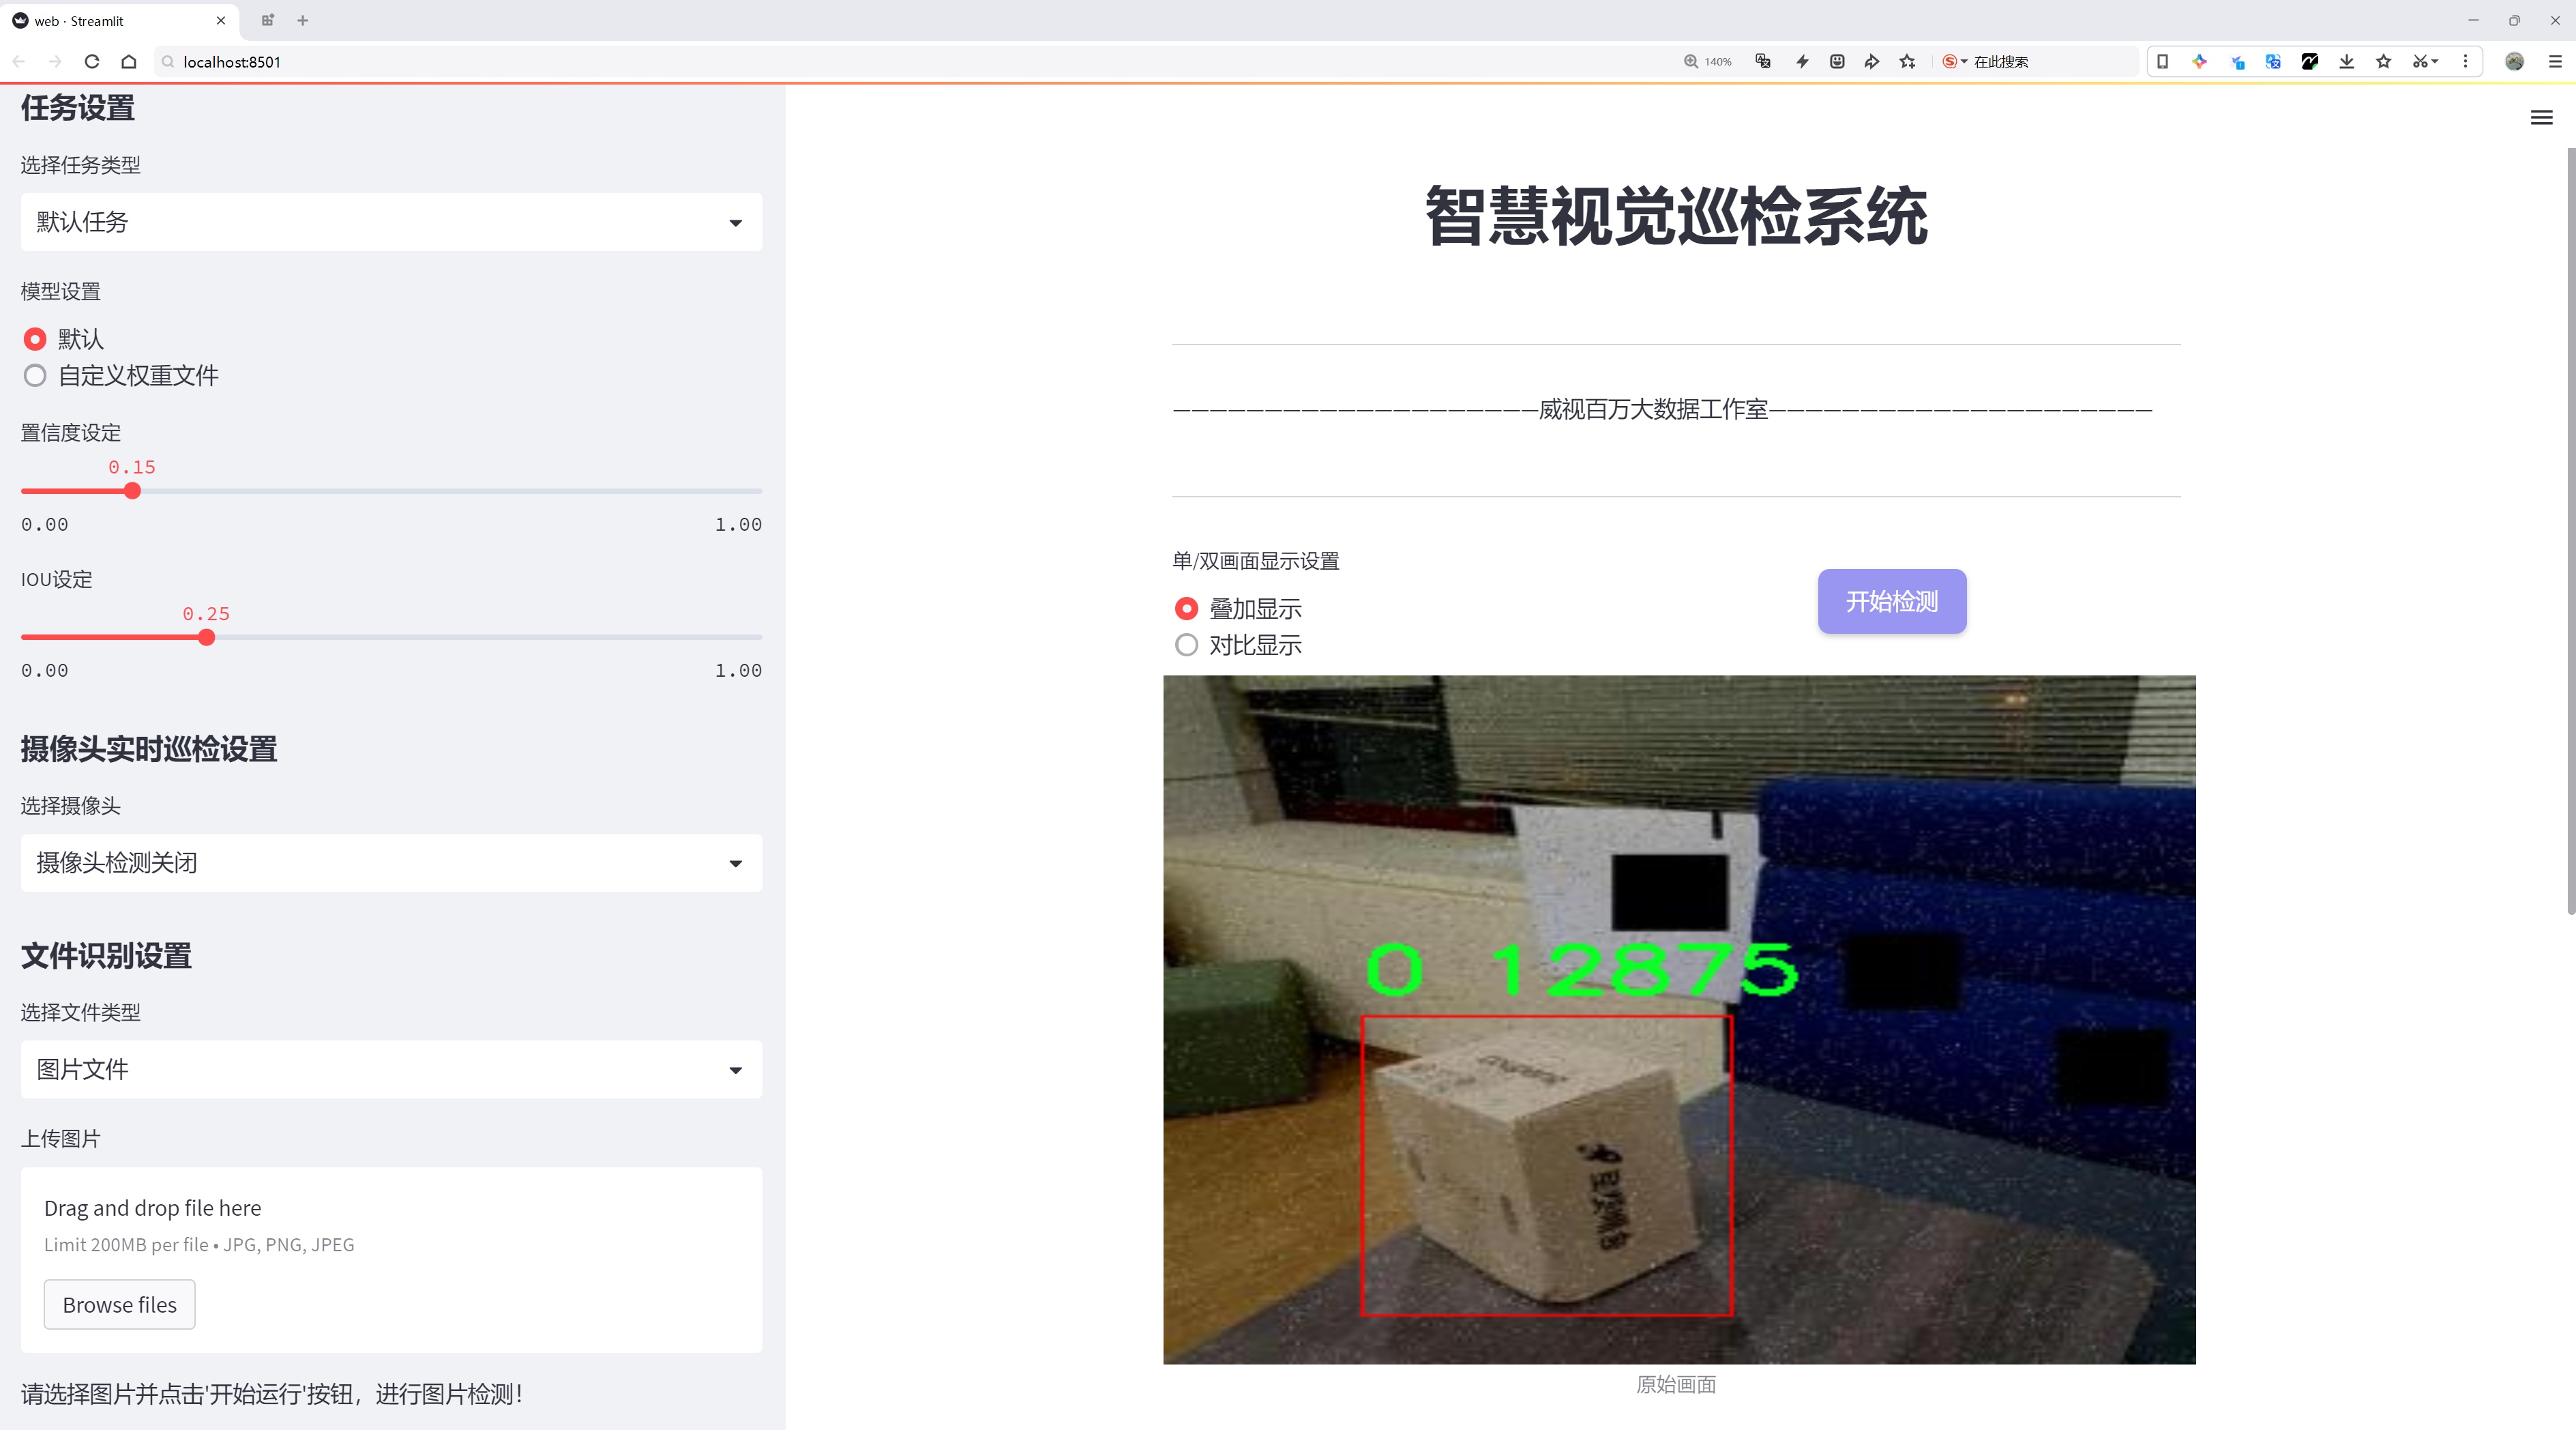 web · Streamlit
localhost:8501
140%
在此搜索
任务设置
选择任务类型
默认任务
模型设置
默认
自定义权重文件
置信度设定
0.15
0.00 1.00
IOU设定
0.25
0.00 1.00
摄像头实时巡检设置
选择摄像头
摄像头检测关闭
文件识别设置
选择文件类型
图片文件
上传图片
Drag and drop file here
Limit 200MB per file • JPG, PNG, JPEG
Browse files
请选择图片并点击'开始运行'按钮，进行图片检测！
智慧视觉巡检系统
————————————————————威视百万大数据工作室—————————————————————
单/双画面显示设置
叠加显示
对比显示
开始检测
0 12875
原始画面